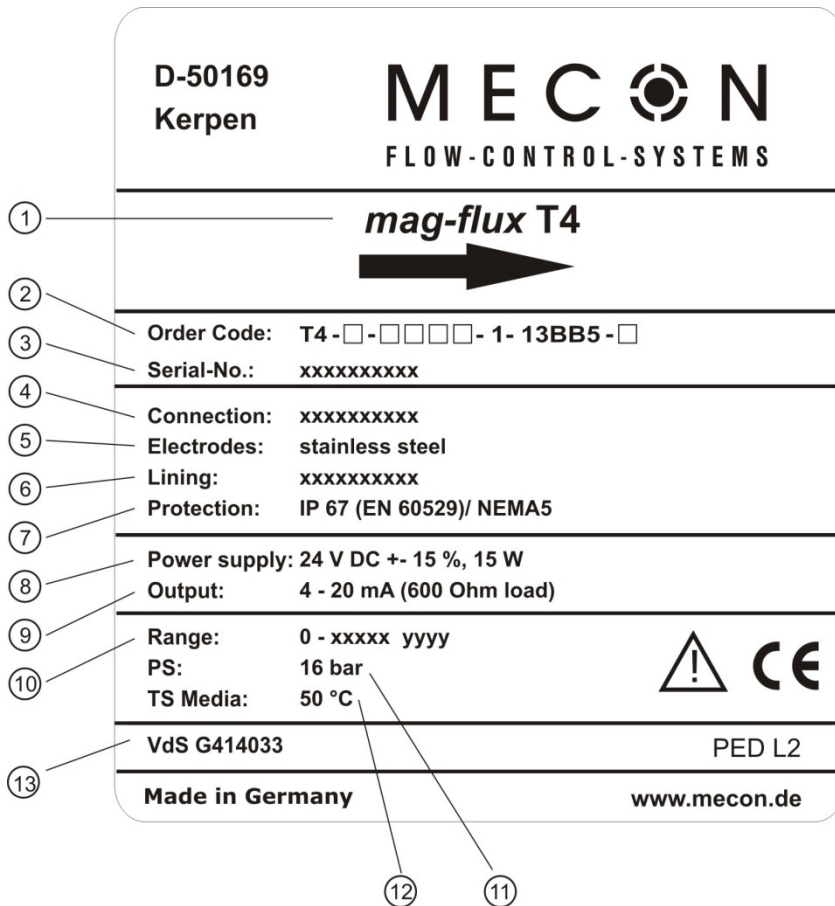 D-50169
Kerpen
MECON
FLOW-CONTROL-SYSTEMS
1
mag-flux T4
2
Order Code: T4 - □ - □□□□ - 1- 13BB5 - □
3
Serial-No.: xxxxxxxxxx
4
Connection: xxxxxxxxxx
5
Electrodes: stainless steel
6
Lining: xxxxxxxxxx
7
Protection: IP 67 (EN 60529)/ NEMA5
8
Power supply: 24 V DC +- 15 %, 15 W
9
Output: 4 - 20 mA (600 Ohm load)
10
Range: 0 - xxxxx yyyy
PS: 16 bar
TS Media: 50 °C
! CE
13
VdS G414033
PED L2
Made in Germany
www.mecon.de
12
11